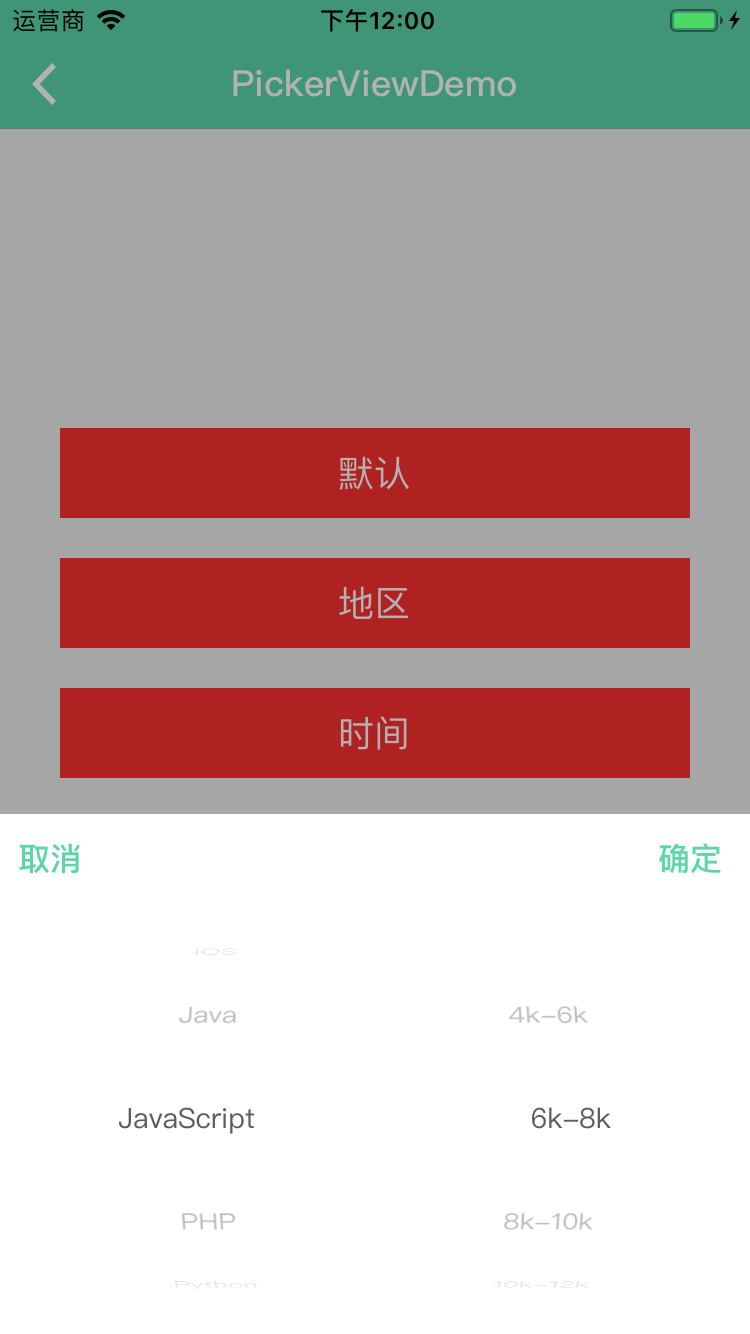 运营商 下午12:00
PickerViewDemo
默认
地区
时间
取消 确定
iOS
Java 4k-6k
JavaScript 6k-8k
PHP 8k-10k
Python 10k-12k